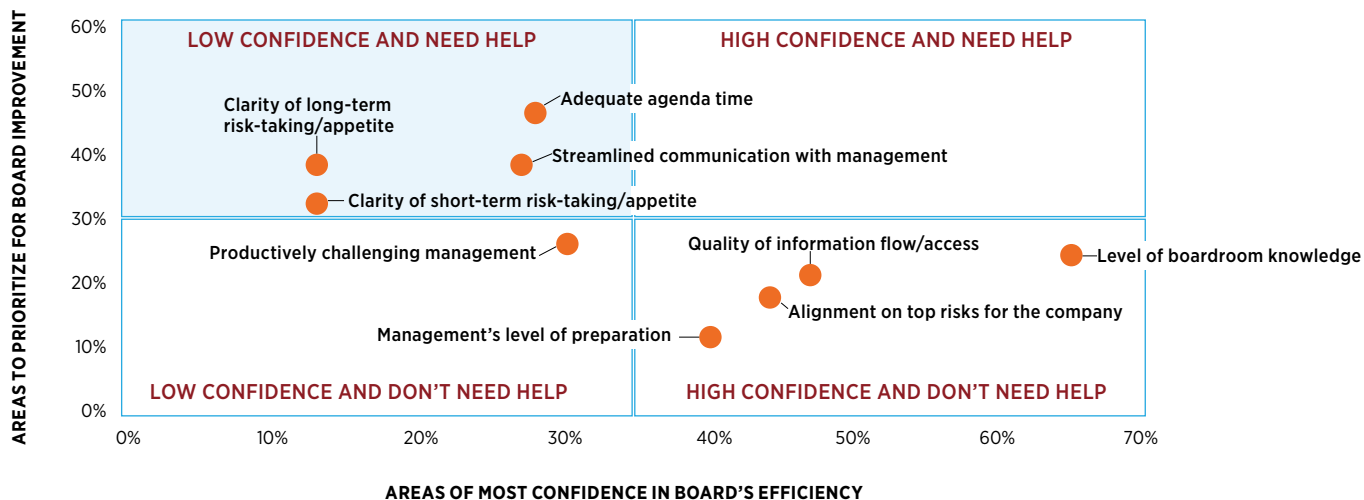 AREAS TO PRIORITIZE FOR BOARD IMPROVEMENT
60%
50%
40%
30%
20%
10%
0%
LOW CONFIDENCE AND NEED HELP
HIGH CONFIDENCE AND NEED HELP
Clarity of long-term
risk-taking/appetite
Adequate agenda time
Streamlined communication with management
Clarity of short-term risk-taking/appetite
Productively challenging management
Quality of information flow/access
Level of boardroom knowledge
Alignment on top risks for the company
Management’s level of preparation
LOW CONFIDENCE AND DON’T NEED HELP
HIGH CONFIDENCE AND DON’T NEED HELP
0%
10%
20%
30%
40%
50%
60%
70%
AREAS OF MOST CONFIDENCE IN BOARD’S EFFICIENCY